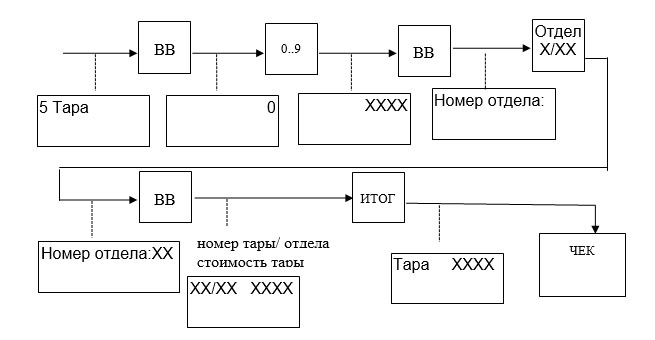 ВВ
0..9
ВВ
Отдел
Х/ХХ
5 Тара
0
ХХХХ
Номер отдела:
ВВ
ИТОГ
Номер отдела:ХХ
номер тары/ отдела
стоимость тары
ХХ/ХХ ХХХХ
Тара ХХХХ
ЧЕК